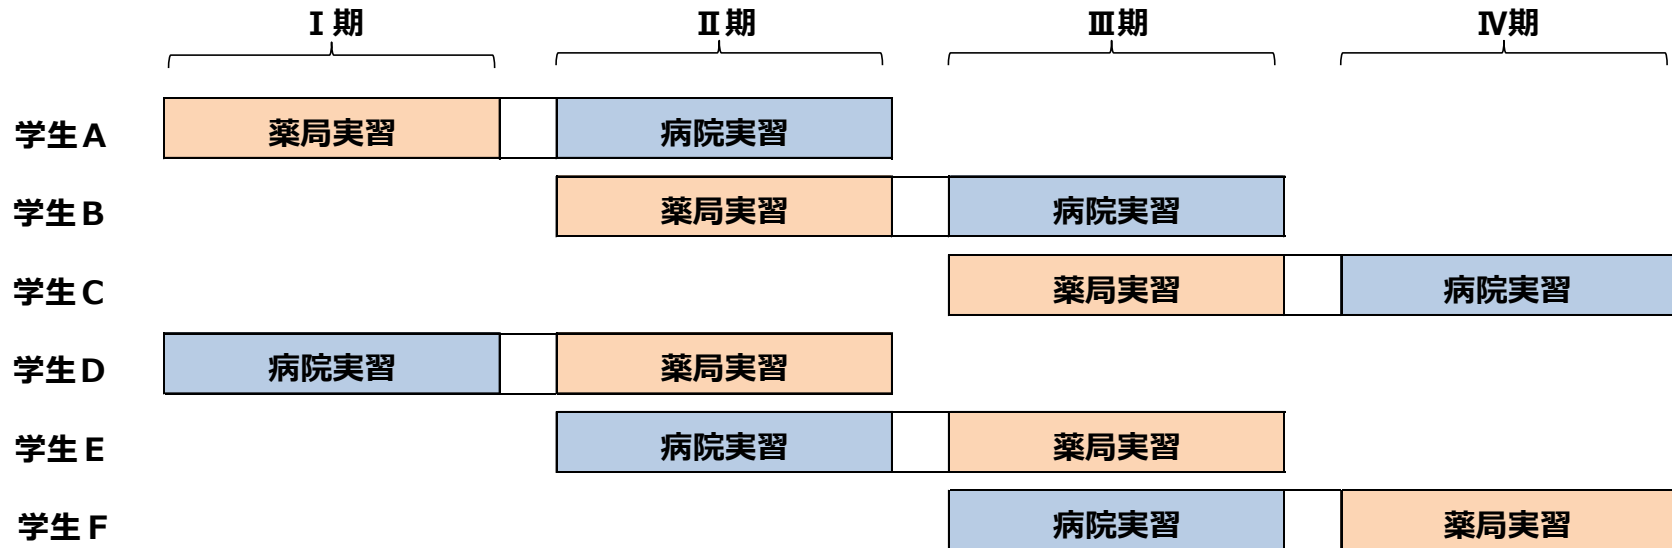 Ⅰ期 Ⅱ期 Ⅲ期 Ⅳ期
学生A 薬局実習 病院実習
学生B 薬局実習 病院実習
学生C 薬局実習 病院実習
学生D 病院実習 薬局実習
学生E 病院実習 薬局実習
学生F 病院実習 薬局実習